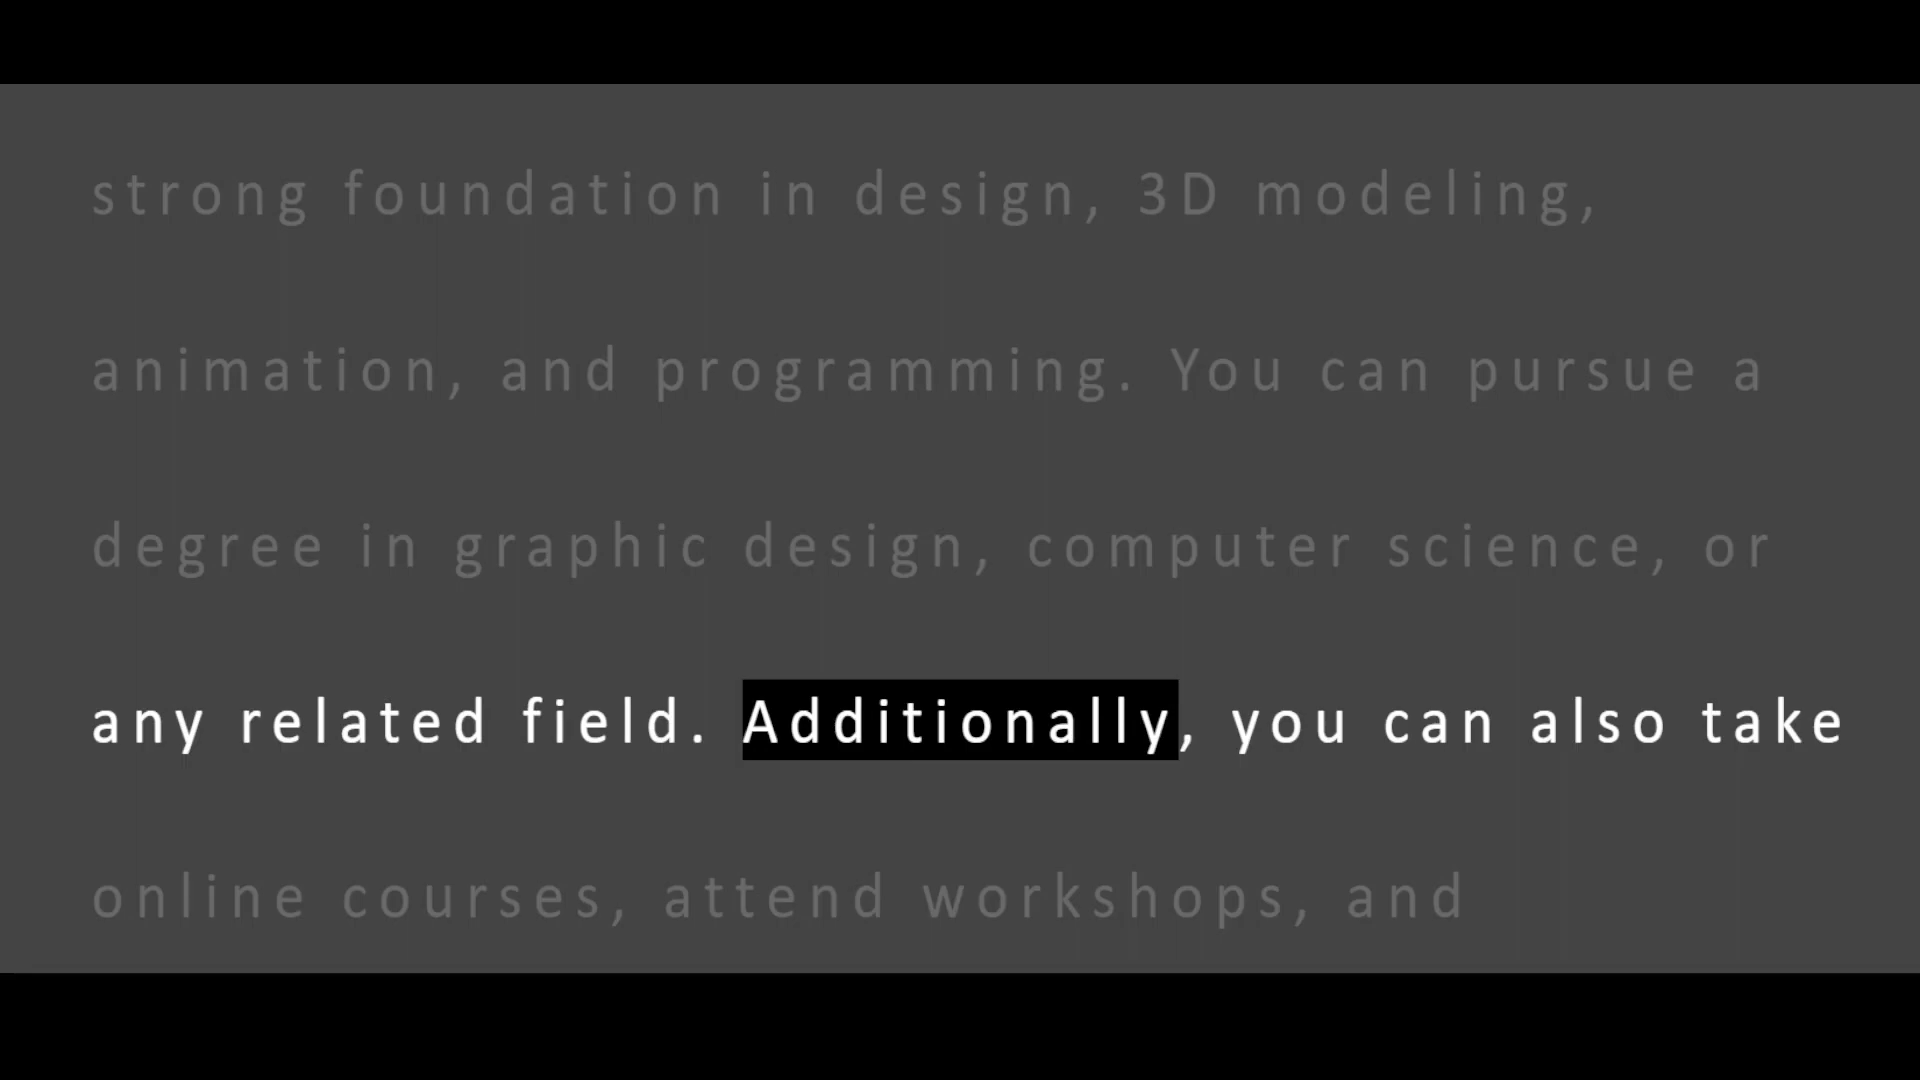 strong foundation in design, 3D modeling,
animation, and programming. You can pursue a
degree in graphic design, computer science, or
any related field. Additionally, you can also take
online courses, attend workshops, and